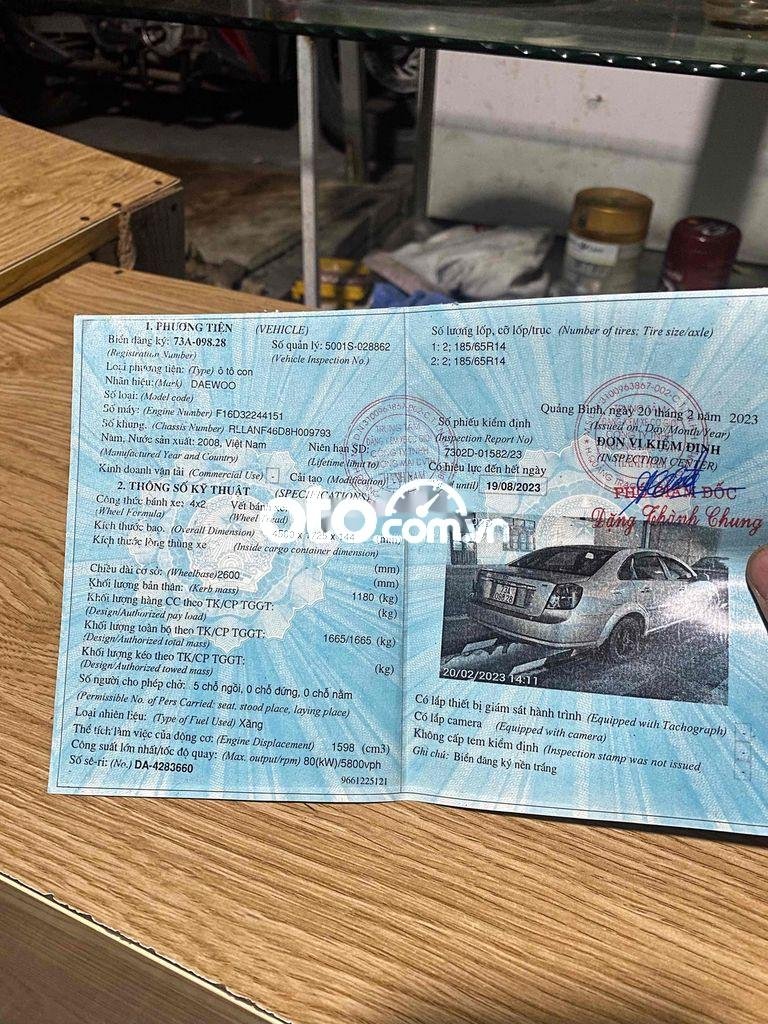 1. PHƯƠNG TIỆN (VEHICLE)
Biển đăng ký: 73A-098.28 Số quản lý: 5001S-028862
(Registration Number) (Vehicle Inspection No.)
Loại phương tiện: (Type) ô tô con
Nhãn hiệu: (Mark) DAEWOO
Số loại: (Model code)
Số máy: (Engine Number) F16D32244151
Số khung: (Chassis Number) RLLANF46D8H009793
Năm, Nước sản xuất: 2008, Việt Nam Niên hạn SD:
(Manufactured Year and Country) (Lifetime limit to)
Kinh doanh vận tải (Commercial Use) - Cải tạo (Modification)
2. THÔNG SỐ KỸ THUẬT (SPECIFICATIONS)
Công thức bánh xe: 4x2 Vết bánh xe
(Wheel Formula) (Wheel Tread)
Kích thước bao: (Overall Dimension)
Kích thước lòng thùng xe (mm)
(Inside cargo container dimension)
Chiều dài cơ sở: (Wheelbase) 2600 (mm)
Khối lượng bản thân: (Kerb mass) 1180 (kg)
Khối lượng hàng CC theo TK/CP TGGT: (kg)
(Design/Authorized pay load)
Khối lượng toàn bộ theo TK/CP TGGT: 1665/1665 (kg)
(Design/Authorized total mass)
Khối lượng kéo theo TK/CP TGGT: (kg)
(Design/Authorized towed mass)
Số người cho phép chở: 5 chỗ ngồi, 0 chỗ đứng, 0 chỗ nằm
(Permissible No. of Pers Carried: seat, stood place, laying place)
Loại nhiên liệu: (Type of Fuel Used) Xăng
Thể tích làm việc của động cơ: (Engine Displacement) 1598 (cm3)
Công suất lớn nhất/tốc độ quay: (Max. output/rpm) 80(kW)/5800vph
Số sê-ri: (No.) DA-4283660
9661225121
Số lượng lốp, cỡ lốp/trục (Number of tires; Tire size/axle)
1: 2; 185/65R14
2: 2; 185/65R14
Quảng Bình, ngày 20 tháng 2 năm 2023
(Issued on: Day/Month/Year)
Số phiếu kiểm định ĐƠN VỊ KIỂM ĐỊNH
(Inspection Report No) (INSPECTION CENTER)
7302D-01582/23
Có hiệu lực đến hết ngày
19/08/2023
PHÓ GIÁM ĐỐC
Đặng Thành Chung
oto.com.vn
20/02/2023 14:11
Có lắp thiết bị giám sát hành trình (Equipped with Tachograph)
Có lắp camera (Equipped with camera)
Không cấp tem kiểm định (Inspection stamp was not issued)
Ghi chú: Biển đăng ký nền trắng